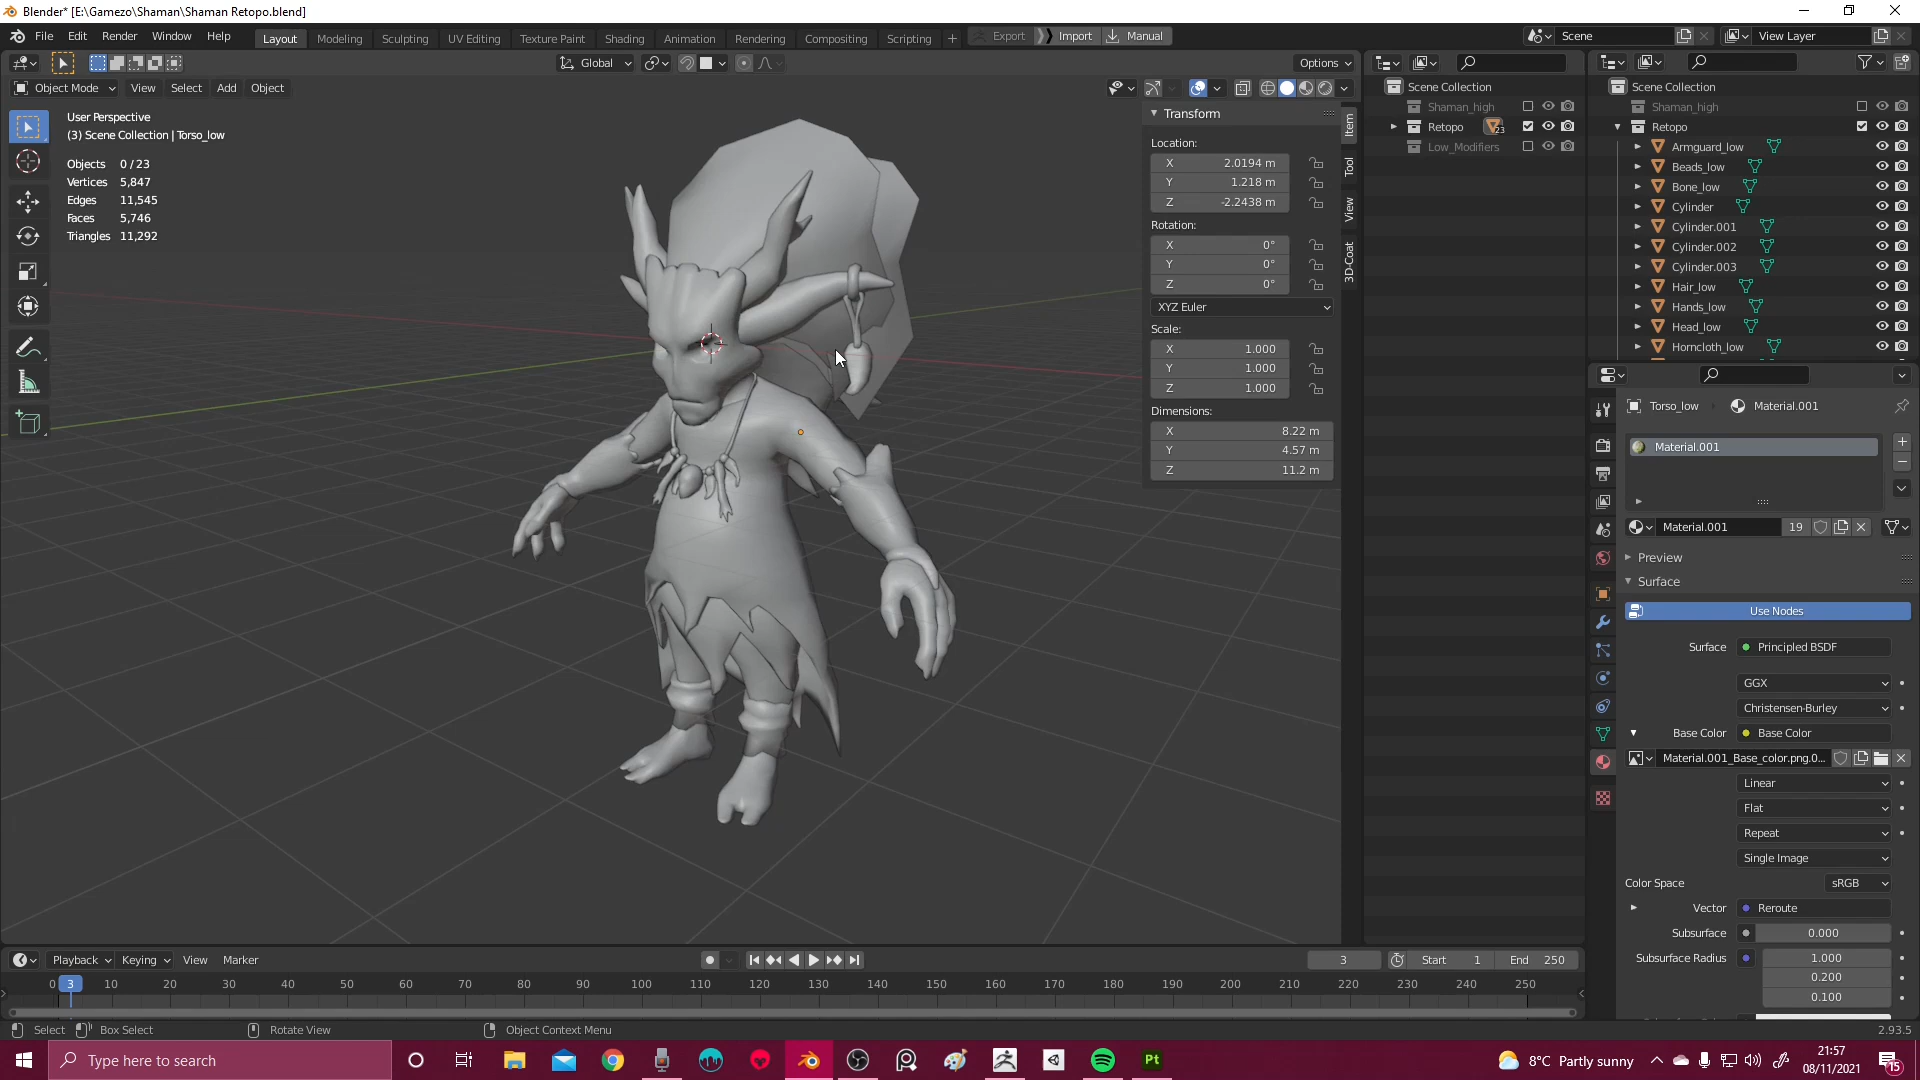 Blender* [E:\Gamezo\Shaman\Shaman Retopo.blend]
File Edit Render Window Help
Layout Modeling Sculpting UV Editing Texture Paint Shading Animation Rendering Compositing Scripting + Export Import Manual
Scene View Layer
Global Options
Object Mode View Select Add Object
User Perspective
(3) Scene Collection | Torso_low
Objects 0 / 23
Vertices 5,847
Edges 11,545
Faces 5,746
Triangles 11,292
Transform
Location:
X 2.0194 m
Y 1.218 m
Z -2.2438 m
Rotation:
X 0°
Y 0°
Z 0°
XYZ Euler
Scale:
X 1.000
Y 1.000
Z 1.000
Dimensions:
X 8.22 m
Y 4.57 m
Z 11.2 m
Item
Tool
View
3D-Coat
Scene Collection
Shaman_high
Retopo 23
Low_Modifiers
Scene Collection
Shaman_high
Retopo
Armguard_low
Beads_low
Bone_low
Cylinder
Cylinder.001
Cylinder.002
Cylinder.003
Hair_low
Hands_low
Head_low
Horncloth_low
Torso_low Material.001
Material.001
Material.001 19
Preview
Surface
Use Nodes
Surface Principled BSDF
GGX
Christensen-Burley
Base Color Base Color
Material.001_Base_color.png.0...
Linear
Flat
Repeat
Single Image
Color Space sRGB
Vector Reroute
Subsurface 0.000
Subsurface Radius 1.000
0.200
0.100
Playback Keying View Marker
3 Start 1 End 250
0 3 10 20 30 40 50 60 70 80 90 100 110 120 130 140 150 160 170 180 190 200 210 220 230 240 250
Select Box Select Rotate View Object Context Menu 2.93.5
Type here to search
Pt
8°C Partly sunny
21:57
08/11/2021
15